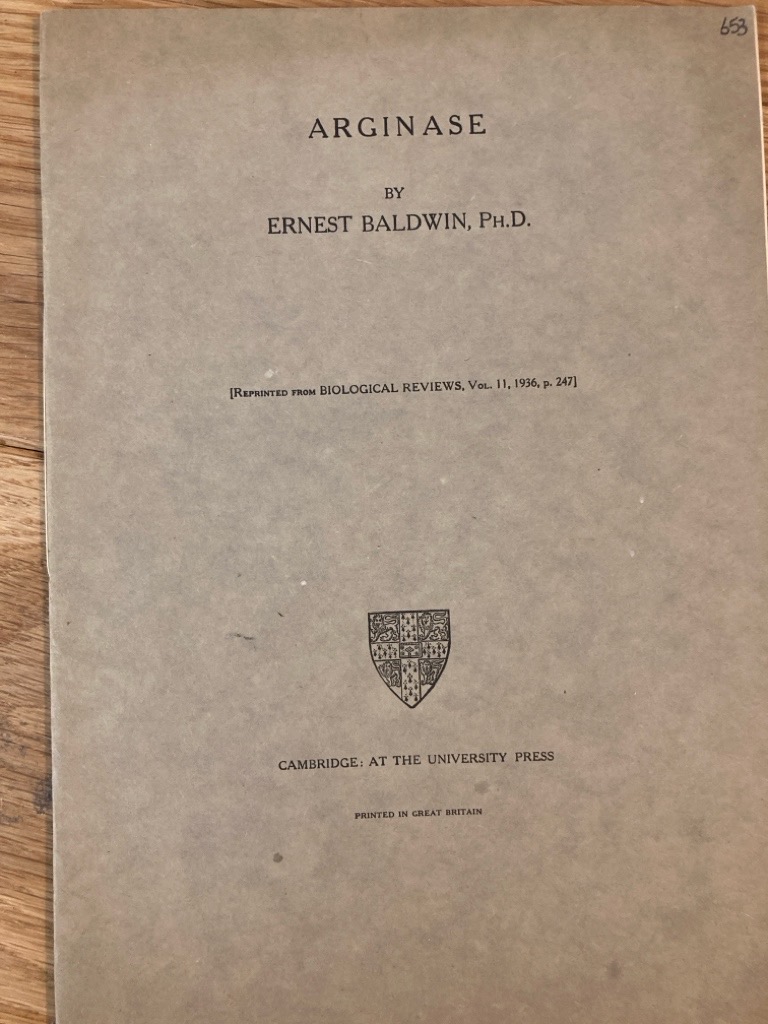 653
ARGINASE
BY
ERNEST BALDWIN, PH.D.
[REPRINTED FROM BIOLOGICAL REVIEWS, VOL. 11, 1936, p. 247]
CAMBRIDGE: AT THE UNIVERSITY PRESS
PRINTED IN GREAT BRITAIN